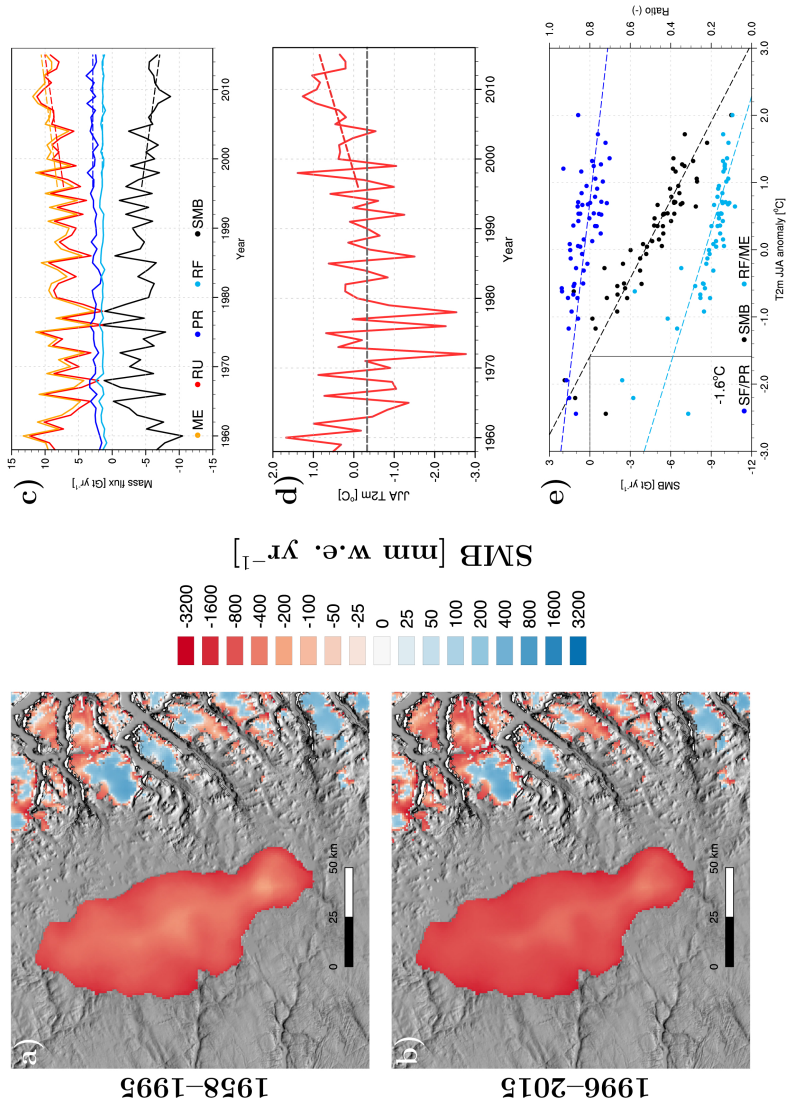 a)
1958–1995
0 25 50 km
b)
1996–2015
0 25 50 km
-3200
-1600
-800
-400
-200
-100
-50
-25
0
25
50
100
200
400
800
1600
3200
SMB [mm w.e. yr⁻¹]
c)
15
10
5
0
-5
-10
-15
Mass flux [Gt yr⁻¹]
ME RU PR RF SMB
1960 1970 1980 1990 2000 2010
Year
d)
2.0
1.0
0.0
-1.0
-2.0
-3.0
JJA T2m [°C]
1960 1970 1980 1990 2000 2010
Year
e)
3
0
-3
-6
-9
-12
SMB [Gt yr⁻¹]
1.0
0.8
0.6
0.4
0.2
0.0
Ratio (-)
-1.6°C
SF/PR SMB RF/ME
-3.0 -2.0 -1.0 0.0 1.0 2.0 3.0
T2m JJA anomaly [°C]